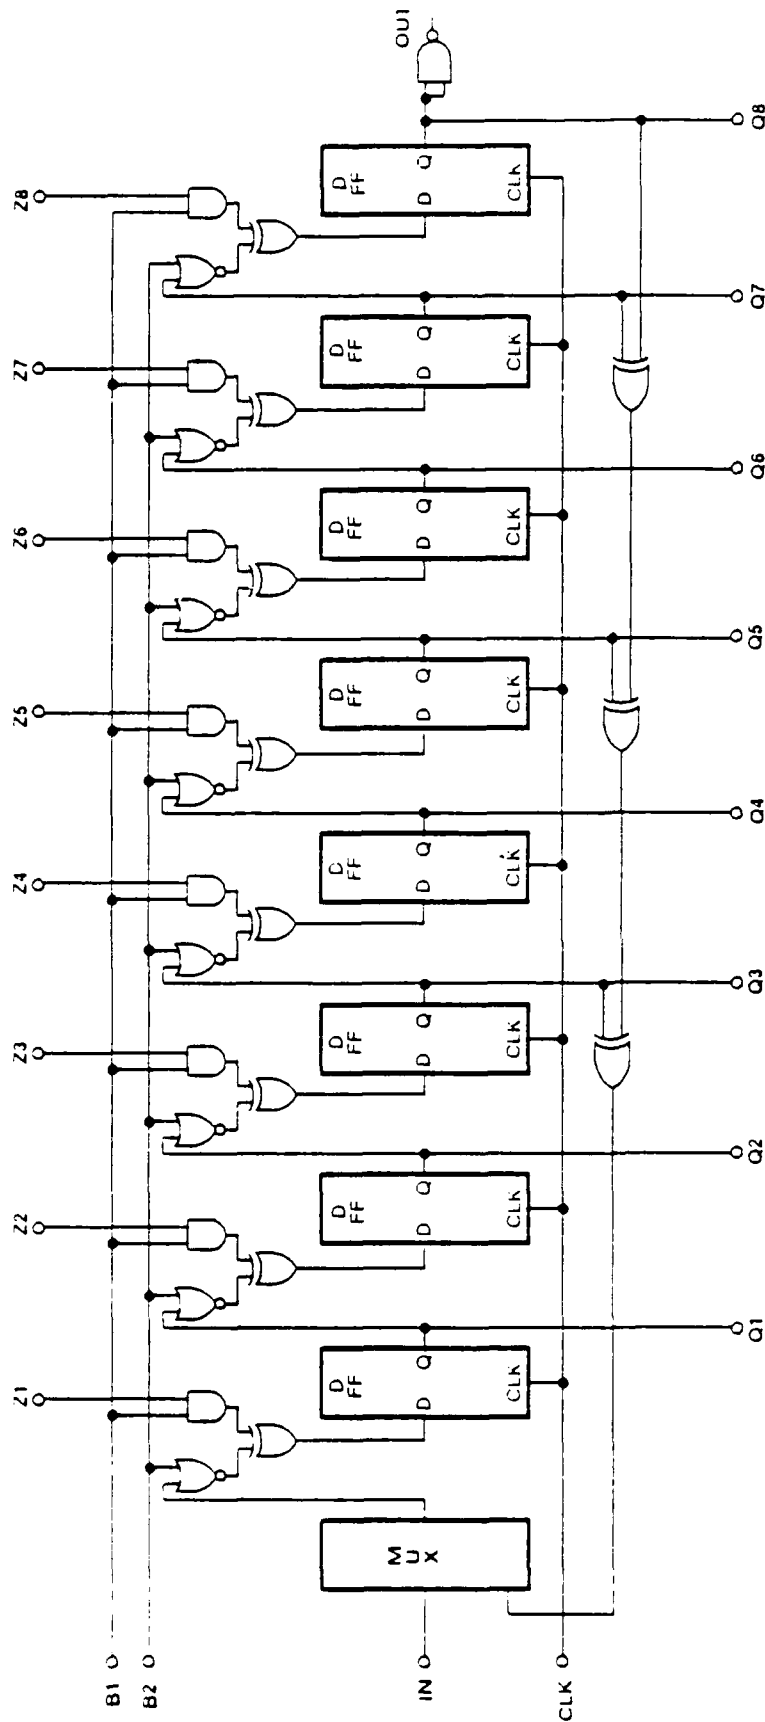 Z1 Z2 Z3 Z4 Z5 Z6 Z7 Z8
B1
B2
MUX
D FF D FF D FF D FF D FF D FF D FF D FF
D Q D Q D Q D Q D Q D Q D Q D Q
OUT
IN
CLK CLK CLK CLK CLK CLK CLK CLK
CLK
Q1 Q2 Q3 Q4 Q5 Q6 Q7 Q8